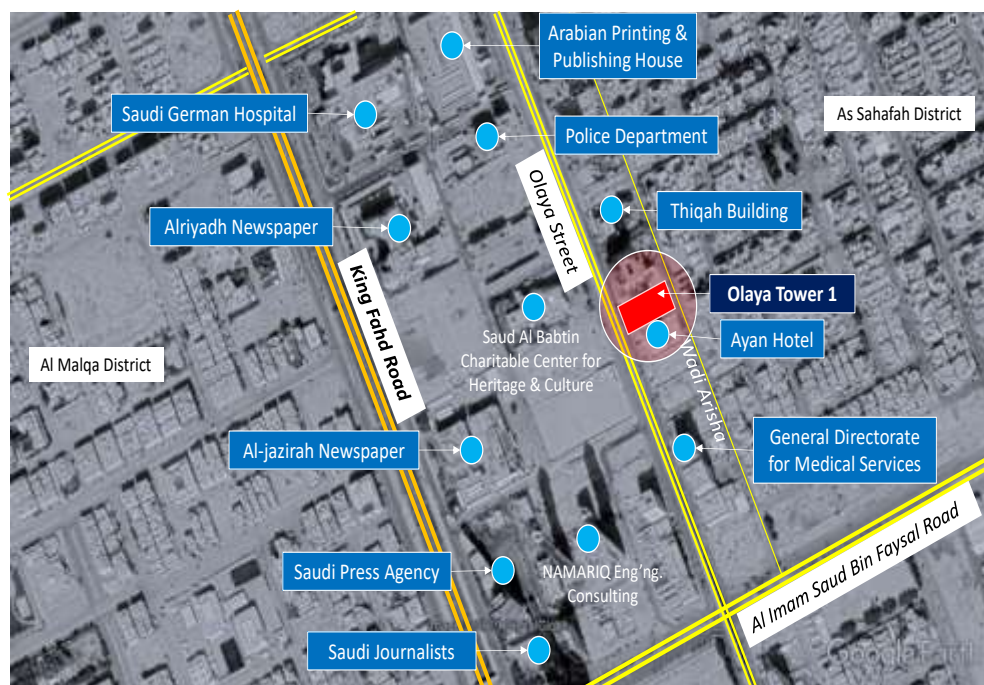 Arabian Printing &
Publishing House
Saudi German Hospital
As Sahafah District
Police Department
Thiqah Building
Alriyadh Newspaper
Olaya Street
King Fahd Road
Olaya Tower 1
Ayan Hotel
Saud Al Babtin
Charitable Center for
Heritage & Culture
Al Malqa District
Wadi Arisha
Al-jazirah Newspaper
General Directorate
for Medical Services
Al Imam Saud Bin Faysal Road
Saudi Press Agency
NAMARIQ Eng'ng.
Consulting
Saudi Journalists
Google Earth